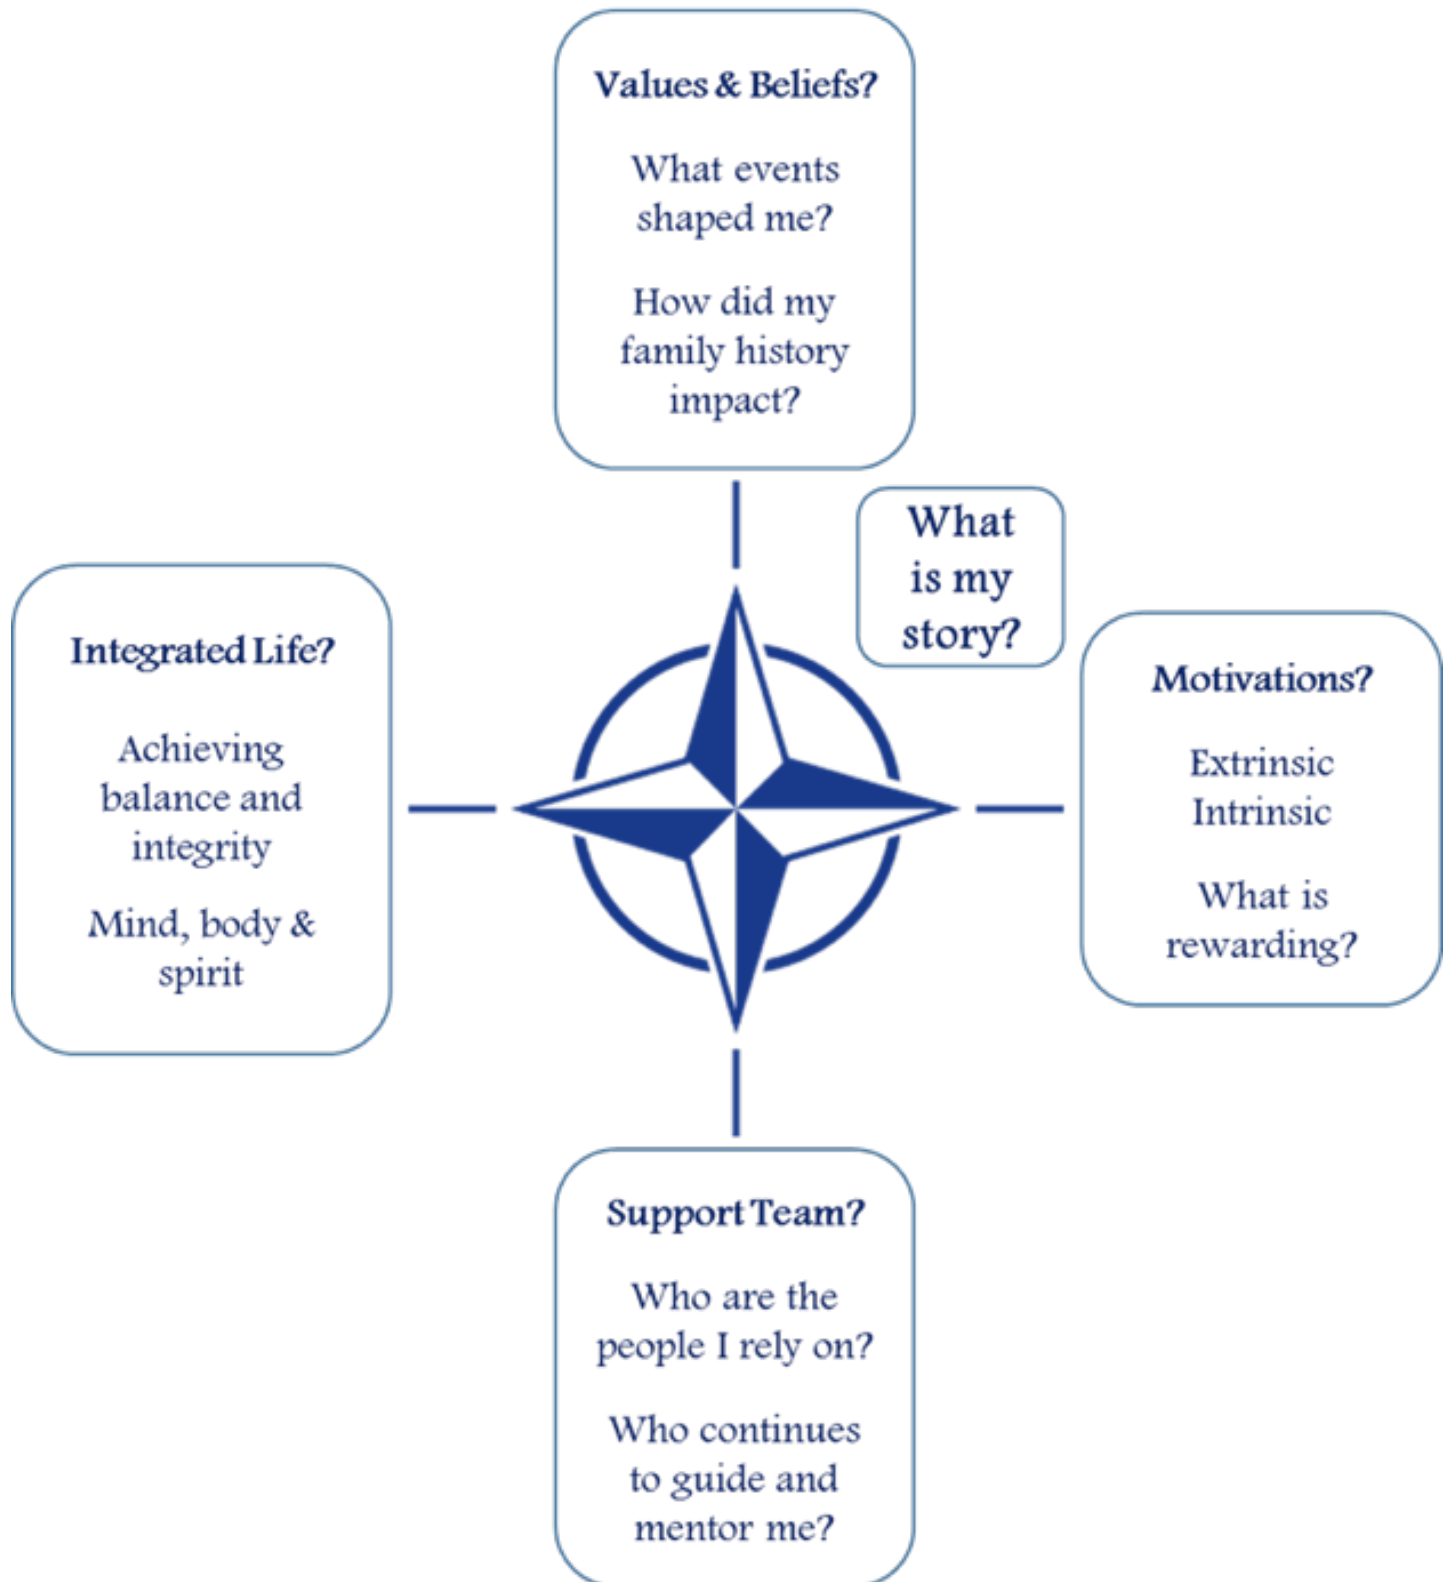 Values & Beliefs?
What events
shaped me?
How did my
family history
impact?
What
is my
story?
Integrated Life?
Achieving
balance and
integrity
Mind, body &
spirit
Motivations?
Extrinsic
Intrinsic
What is
rewarding?
Support Team?
Who are the
people I rely on?
Who continues
to guide and
mentor me?